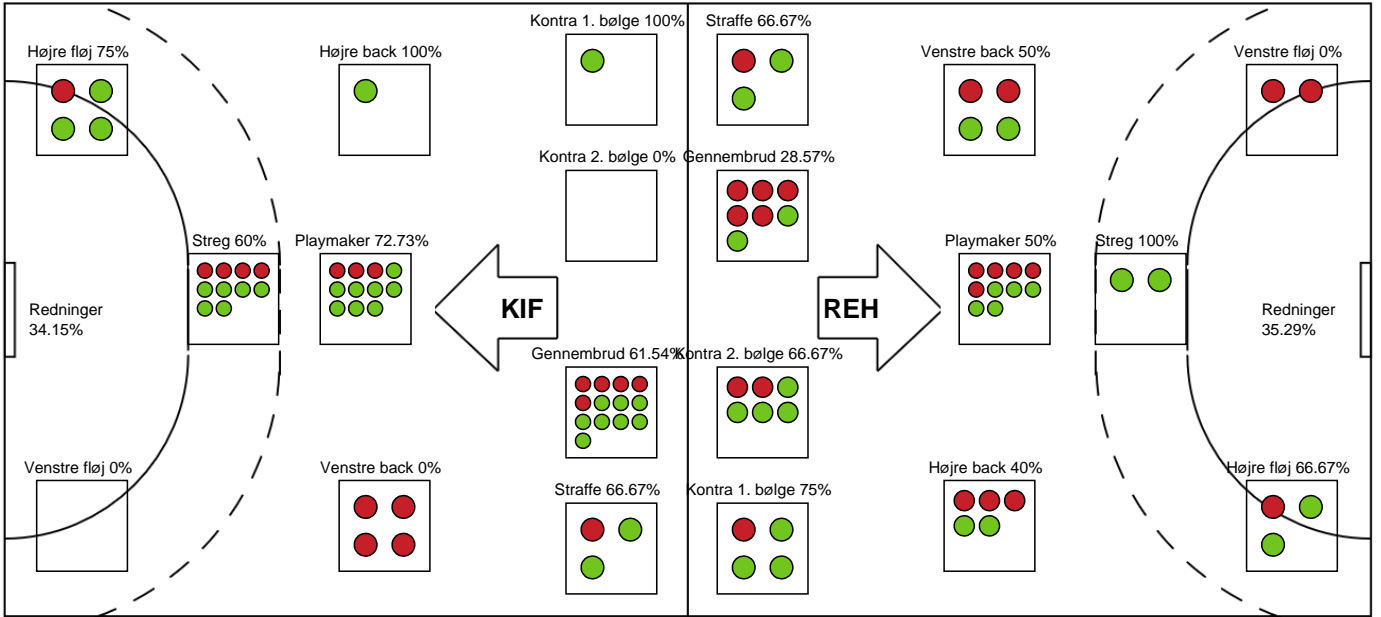 Kontra 1. bølge 100%
Straffe 66.67%
Højre fløj 75%
Højre back 100%
Venstre back 50%
Venstre fløj 0%
Kontra 2. bølge 0%
Gennembrud 28.57%
Streg 60%
Playmaker 72.73%
Playmaker 50%
Streg 100%
Redninger
34.15%
KIF
REH
Redninger
35.29%
Gennembrud 61.54%
Kontra 2. bølge 66.67%
Venstre fløj 0%
Venstre back 0%
Højre back 40%
Højre fløj 66.67%
Straffe 66.67%
Kontra 1. bølge 75%